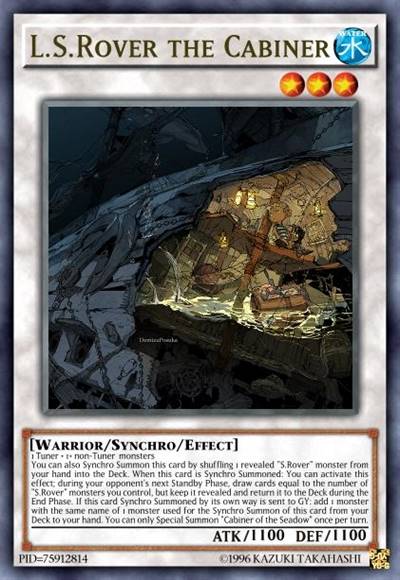 L.S.Rover the Cabiner
WATER
水
DominaPosuka
[Warrior/Synchro/Effect]
1 Tuner + 1+ non-Tuner monsters
You can also Synchro Summon this card by shuffling 1 revealed "S.Rover" monster from
your hand into the Deck. When this card is Synchro Summoned: You can activate this
effect; during your opponent's next Standby Phase, draw cards equal to the number of
"S.Rover" monsters you control, but keep it revealed and return it to the Deck during the
End Phase. If this card Synchro Summoned by its own way is sent to GY: add 1 monster
with the same name of 1 monster used for the Synchro Summon of this card from your
Deck to your hand. You can only Special Summon "Cabiner of the Seadow" once per turn.
ATK/1100 DEF/1100
PID=75912814 ©1996 KAZUKI TAKAHASHI